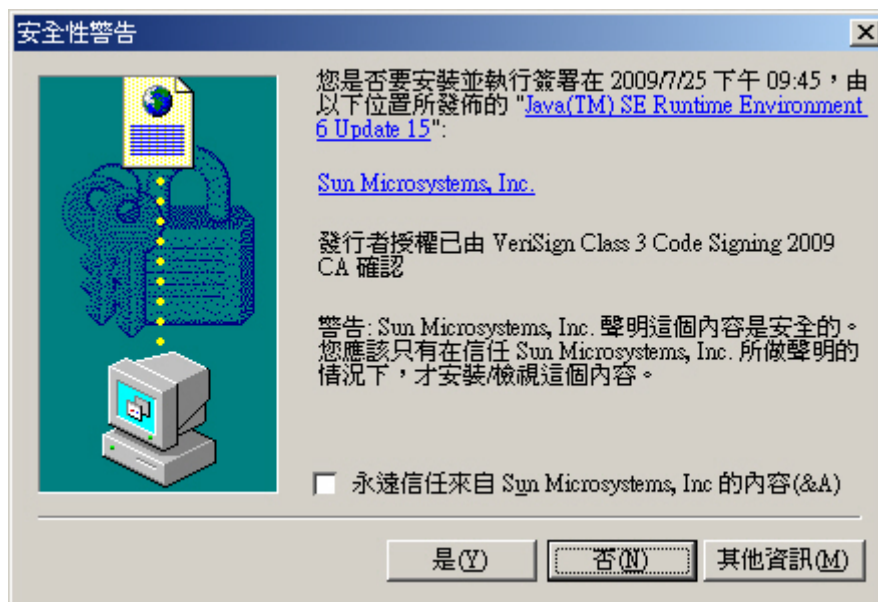 安全性警告
您是否要安裝並執行簽署在 2009/7/25 下午 09:45，由
以下位置所發佈的 "Java(TM) SE Runtime Environment
6 Update 15":
Sun Microsystems, Inc.
發行者授權已由 VeriSign Class 3 Code Signing 2009
CA 確認
警告: Sun Microsystems, Inc. 聲明這個內容是安全的。
您應該只有在信任 Sun Microsystems, Inc. 所做聲明的
情況下，才安裝/檢視這個內容。
永遠信任來自 Sun Microsystems, Inc 的內容(&A)
是(Y) 否(N) 其他資訊(M)